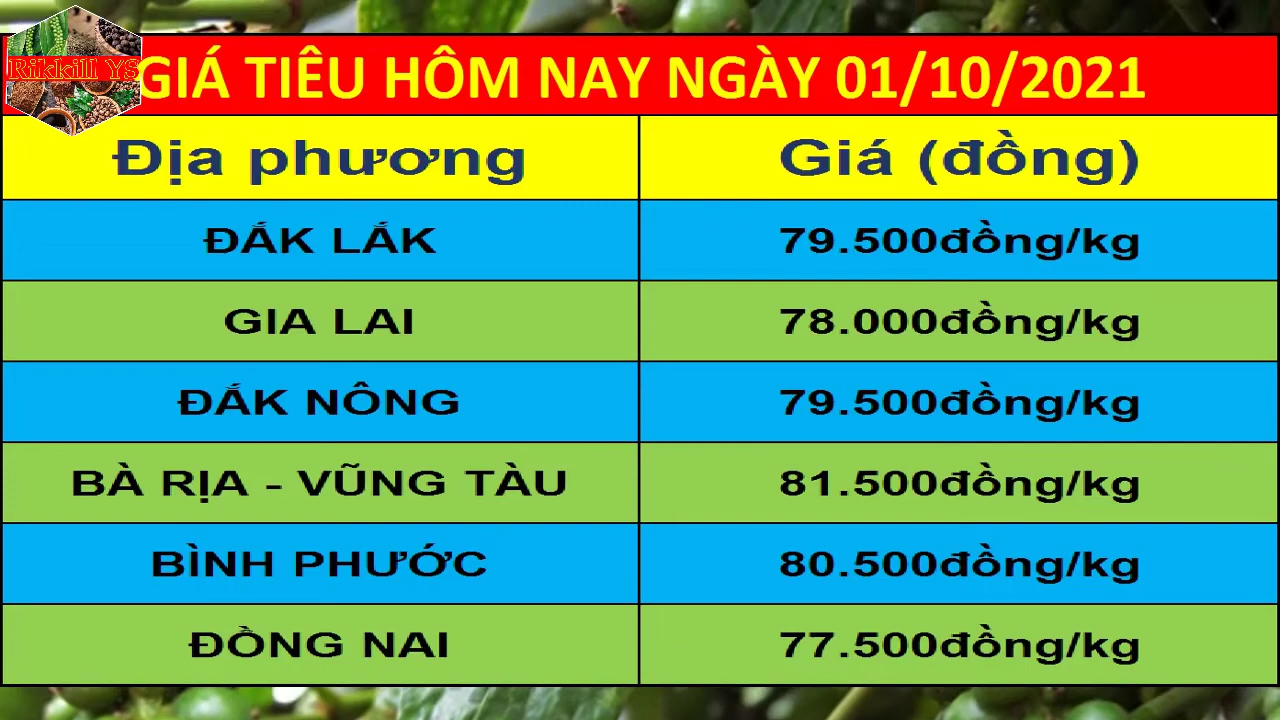 Rikkill YS
GIÁ TIÊU HÔM NAY NGÀY 01/10/2021
Địa phương Giá (đồng)
ĐẮK LẮK 79.500đồng/kg
GIA LAI 78.000đồng/kg
ĐẮK NÔNG 79.500đồng/kg
BÀ RỊA - VŨNG TÀU 81.500đồng/kg
BÌNH PHƯỚC 80.500đồng/kg
ĐỒNG NAI 77.500đồng/kg